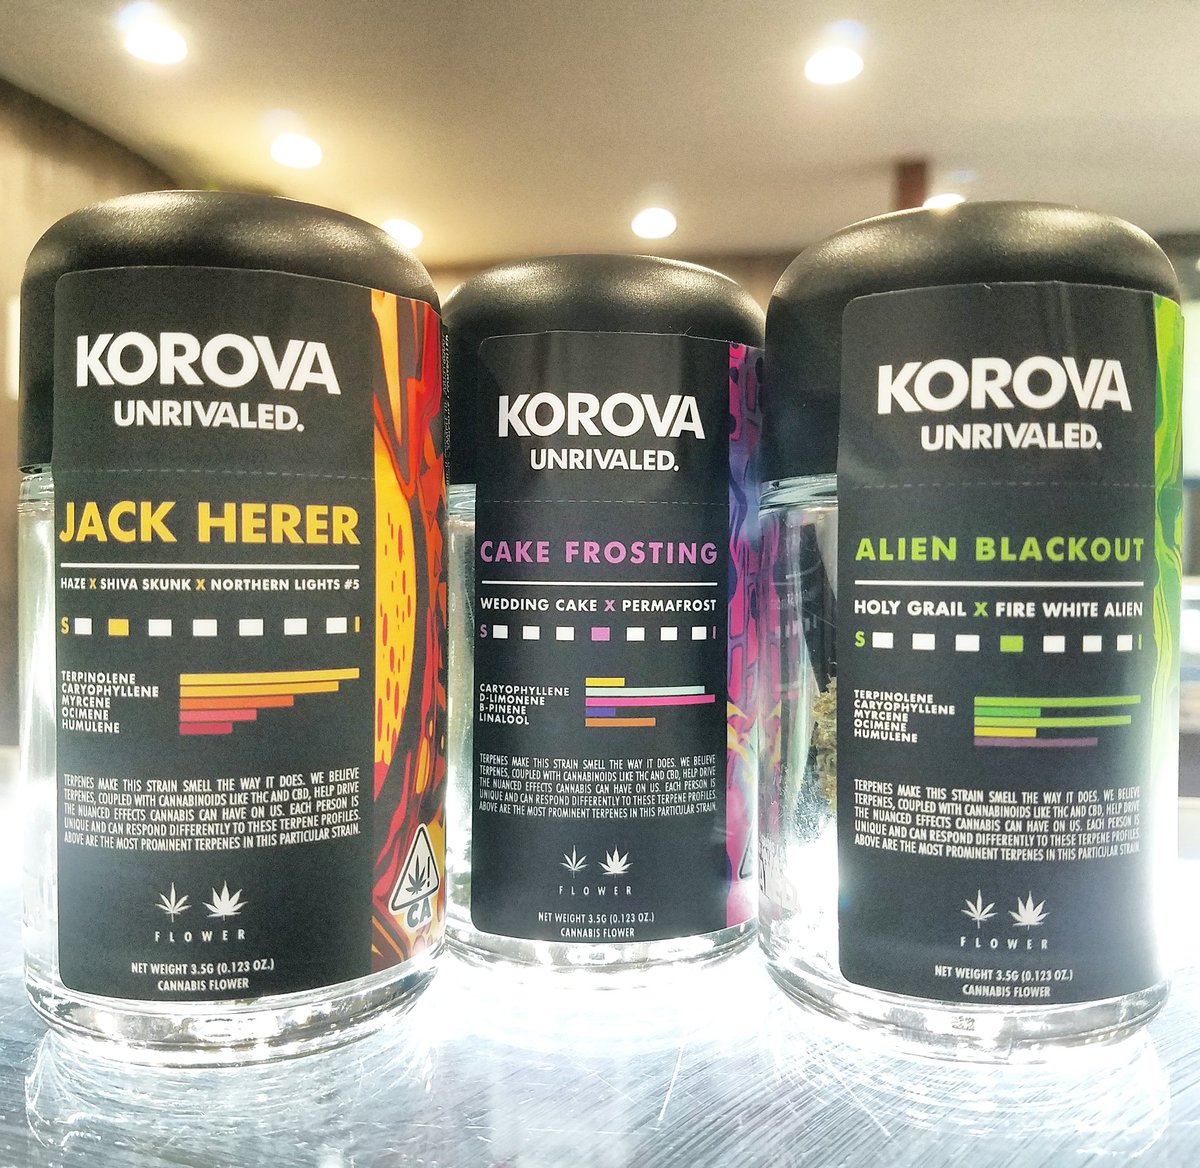 KOROVA
UNRIVALED.
JACK HERER
HAZE X SHIVA SKUNK X NORTHERN LIGHTS #5
S I
TERPINOLENE
CARYOPHYLLENE
MYRCENE
OCIMENE
HUMULENE
TERPENES MAKE THIS STRAIN SMELL THE WAY IT DOES. WE BELIEVE
TERPENES, COUPLED WITH CANNABINOIDS LIKE THC AND CBD, HELP DRIVE
THE NUANCED EFFECTS CANNABIS CAN HAVE ON US. EACH PERSON IS
UNIQUE AND CAN RESPOND DIFFERENTLY TO THESE TERPENE PROFILES.
ABOVE ARE THE MOST PROMINENT TERPENES IN THIS PARTICULAR STRAIN.
FLOWER
NET WEIGHT 3.5G (0.123 OZ.)
CANNABIS FLOWER
!
CA
KOROVA
UNRIVALED.
CAKE FROSTING
WEDDING CAKE X PERMAFROST
S I
CARYOPHYLLENE
D-LIMONENE
B-PINENE
LINALOOL
TERPENES MAKE THIS STRAIN SMELL THE WAY IT DOES. WE BELIEVE
TERPENES, COUPLED WITH CANNABINOIDS LIKE THC AND CBD, HELP DRIVE
THE NUANCED EFFECTS CANNABIS CAN HAVE ON US. EACH PERSON IS
UNIQUE AND CAN RESPOND DIFFERENTLY TO THESE TERPENE PROFILES.
ABOVE ARE THE MOST PROMINENT TERPENES IN THIS PARTICULAR STRAIN.
FLOWER
NET WEIGHT 3.5G (0.123 OZ.)
CANNABIS FLOWER
KOROVA
UNRIVALED.
ALIEN BLACKOUT
HOLY GRAIL X FIRE WHITE ALIEN
S I
TERPINOLENE
CARYOPHYLLENE
MYRCENE
OCIMENE
HUMULENE
TERPENES MAKE THIS STRAIN SMELL THE WAY IT DOES. WE BELIEVE
TERPENES, COUPLED WITH CANNABINOIDS LIKE THC AND CBD, HELP DRIVE
THE NUANCED EFFECTS CANNABIS CAN HAVE ON US. EACH PERSON IS
UNIQUE AND CAN RESPOND DIFFERENTLY TO THESE TERPENE PROFILES.
ABOVE ARE THE MOST PROMINENT TERPENES IN THIS PARTICULAR STRAIN.
FLOWER
NET WEIGHT 3.5G (0.123 OZ.)
CANNABIS FLOWER